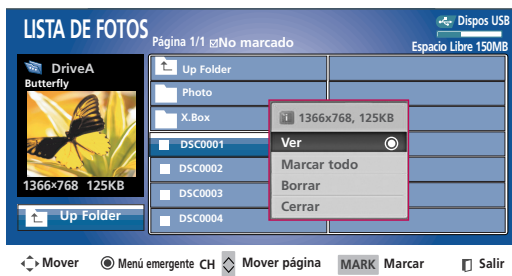 LISTA DE FOTOS
Página 1/1 No marcado
Dispos USB
Espacio Libre 150MB
DriveA
Butterfly
1366×768 125KB
Up Folder
Up Folder
Photo
X.Box
DSC0001
DSC0002
DSC0003
DSC0004
1366x768, 125KB
Ver
Marcar todo
Borrar
Cerrar
Mover Menú emergente CH Mover página MARK Marcar Salir